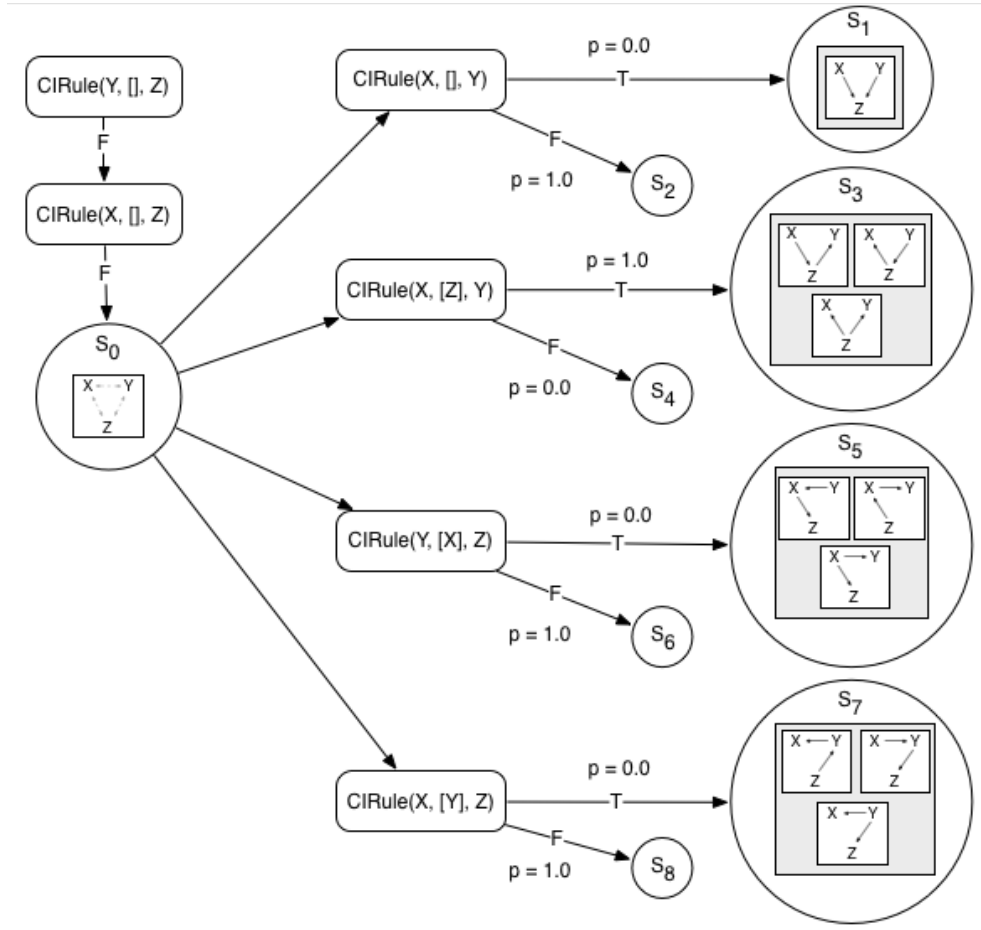 CIRule(Y, [], Z)
F
CIRule(X, [], Z)
F
S0
X Y
Z
CIRule(X, [], Y)
p = 0.0
T
F
p = 1.0
S1
X Y
Z
S2
CIRule(X, [Z], Y)
p = 1.0
T
F
p = 0.0
S3
X Y X Y
Z Z
X Y
Z
S4
CIRule(Y, [X], Z)
p = 0.0
T
F
p = 1.0
S5
X Y X Y
Z Z
X Y
Z
S6
CIRule(X, [Y], Z)
p = 0.0
T
F
p = 1.0
S7
X Y X Y
Z Z
X Y
Z
S8